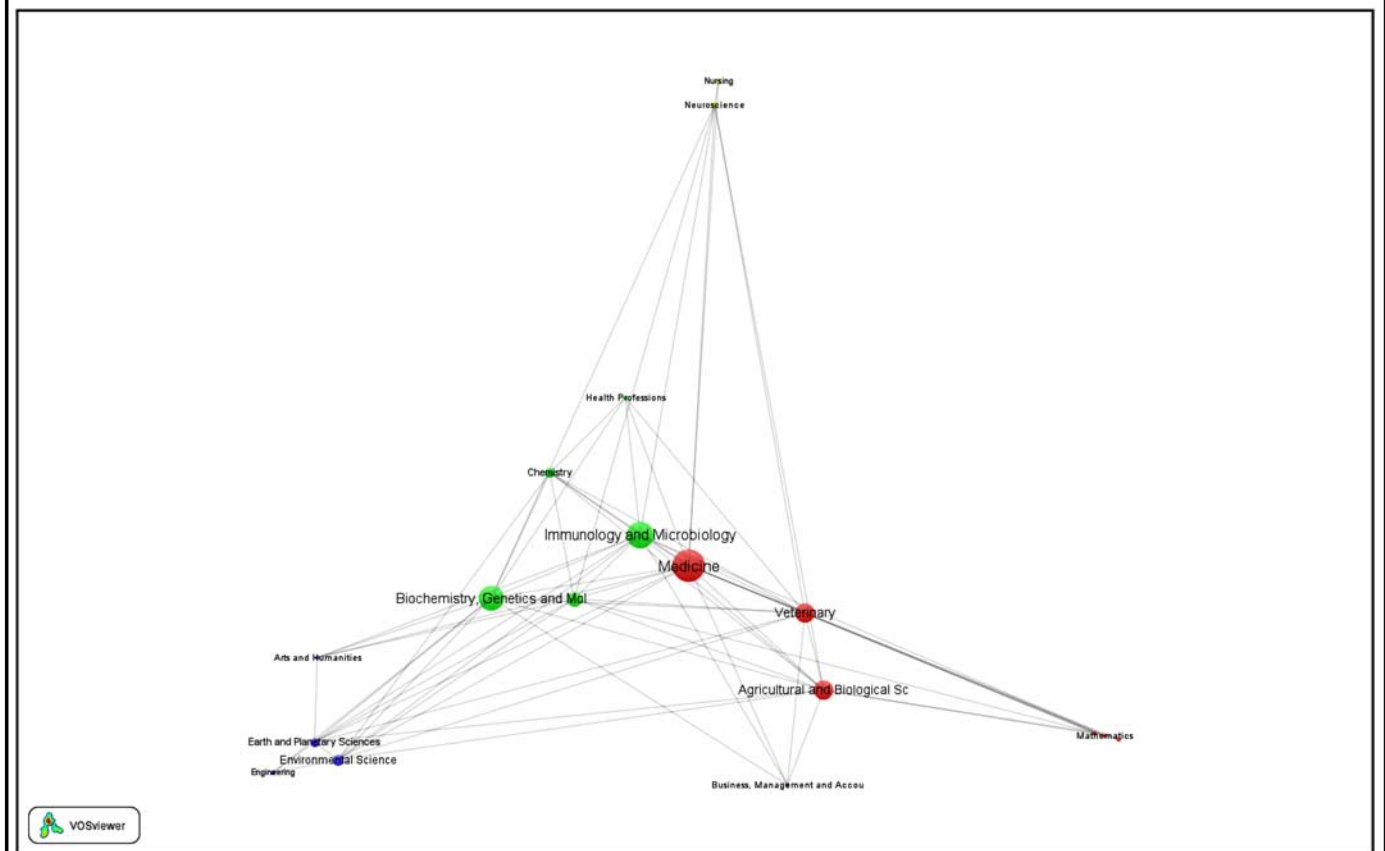 Nursing
Neuroscience
Health Professions
Chemistry
Immunology and Microbiology
Medicine
Biochemistry, Genetics and Mol
Veterinary
Arts and Humanities
Agricultural and Biological Sc
Mathematics
Earth and Planetary Sciences
Environmental Science
Engineering
Business, Management and Accou
VOSviewer